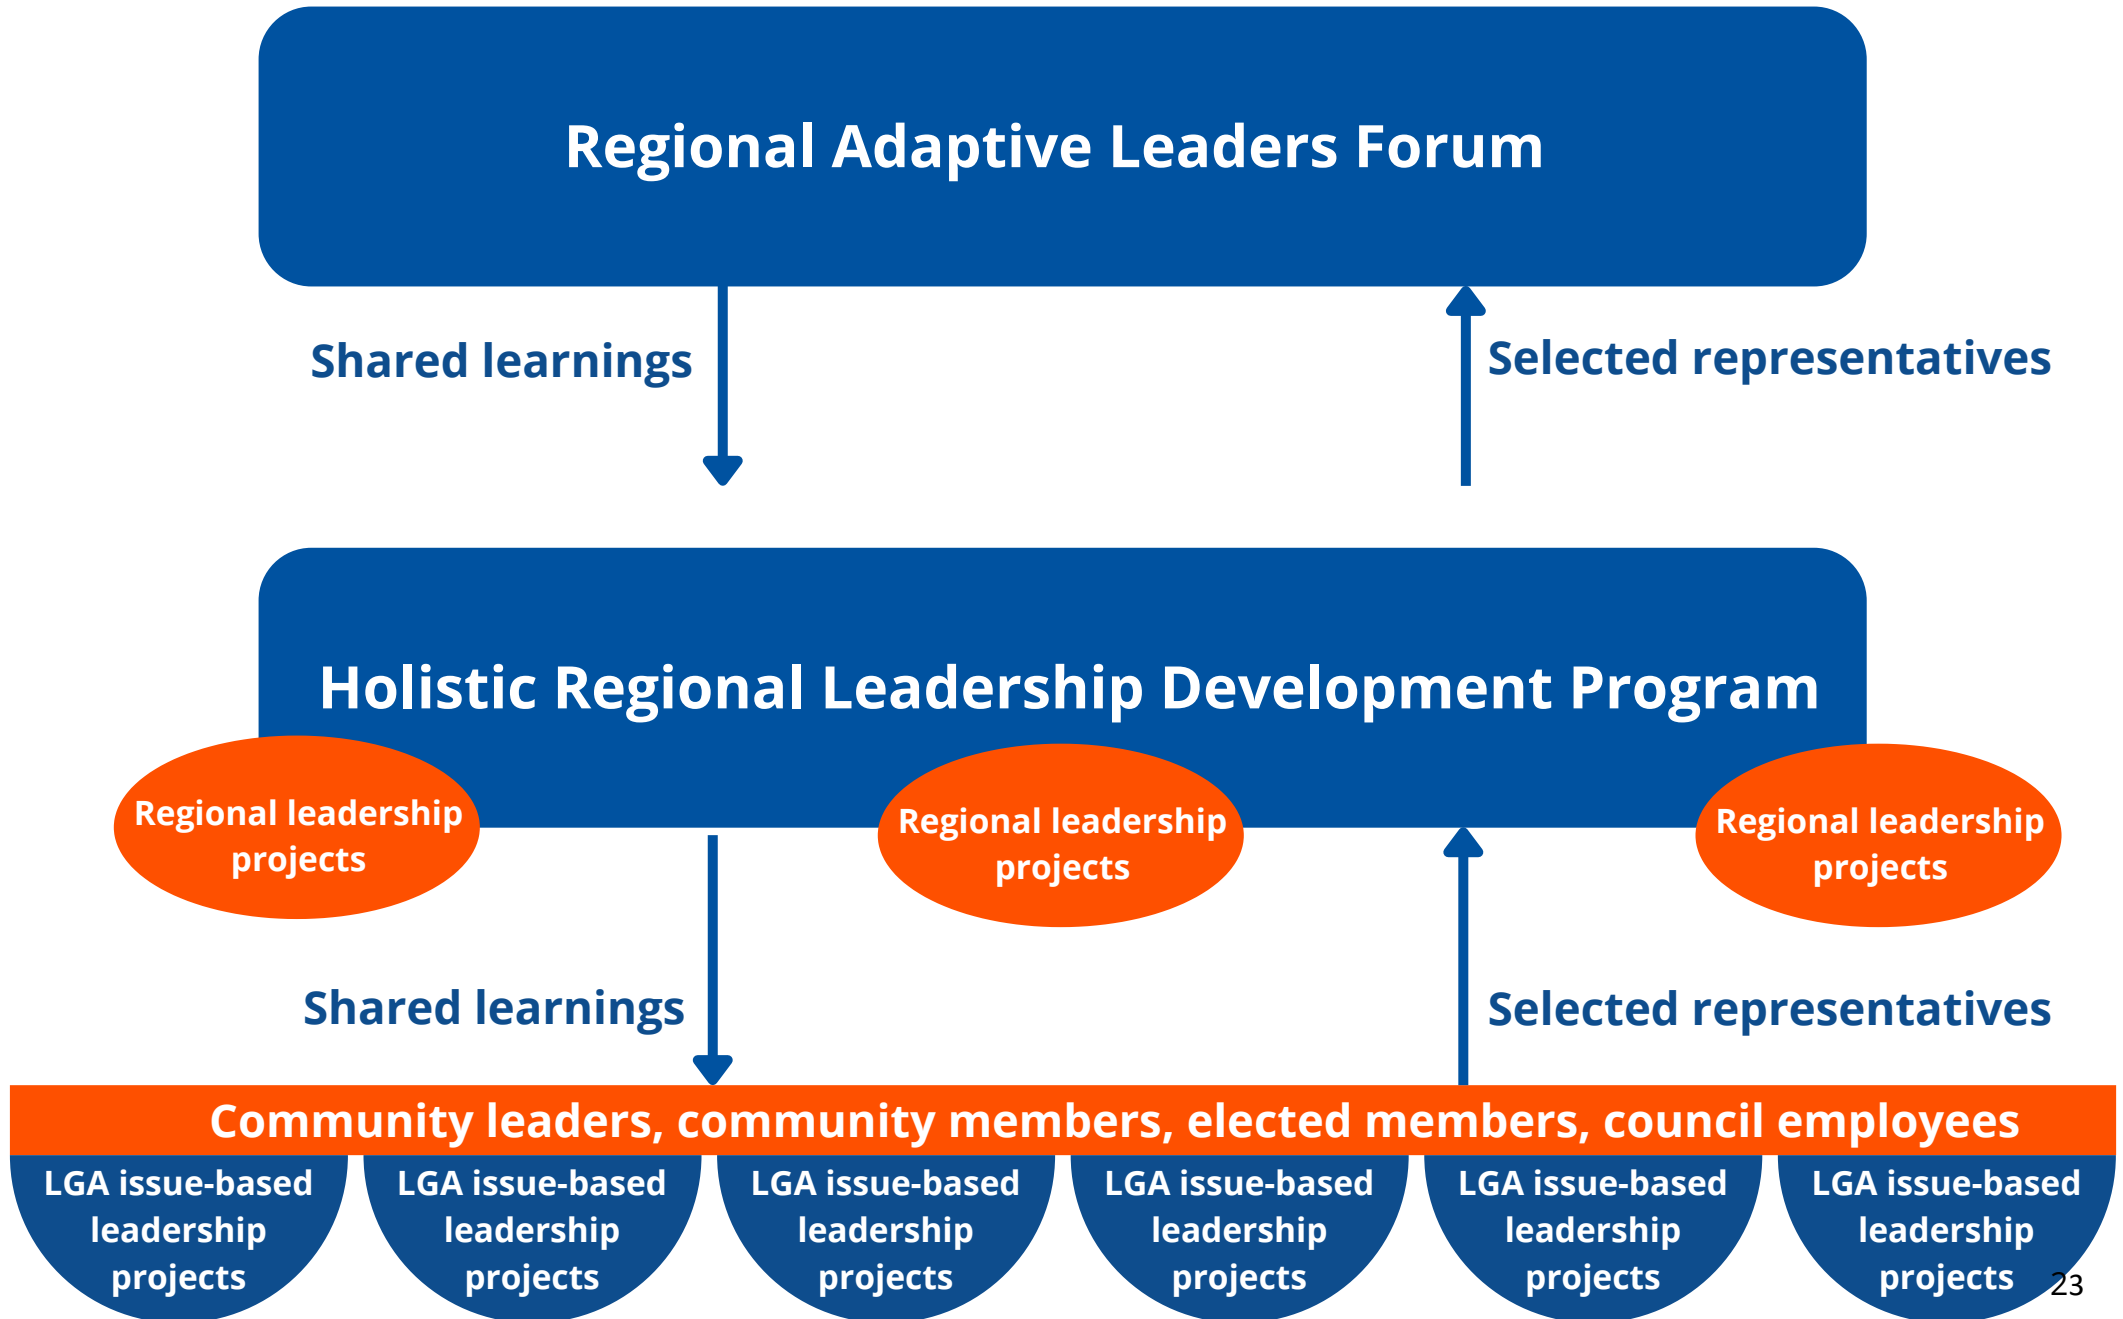 Regional Adaptive Leaders Forum
Shared learnings
Selected representatives
Holistic Regional Leadership Development Program
Regional leadership
projects
Regional leadership
projects
Regional leadership
projects
Shared learnings
Selected representatives
Community leaders, community members, elected members, council employees
LGA issue-based
leadership
projects
LGA issue-based
leadership
projects
LGA issue-based
leadership
projects
LGA issue-based
leadership
projects
LGA issue-based
leadership
projects
LGA issue-based
leadership
projects
23